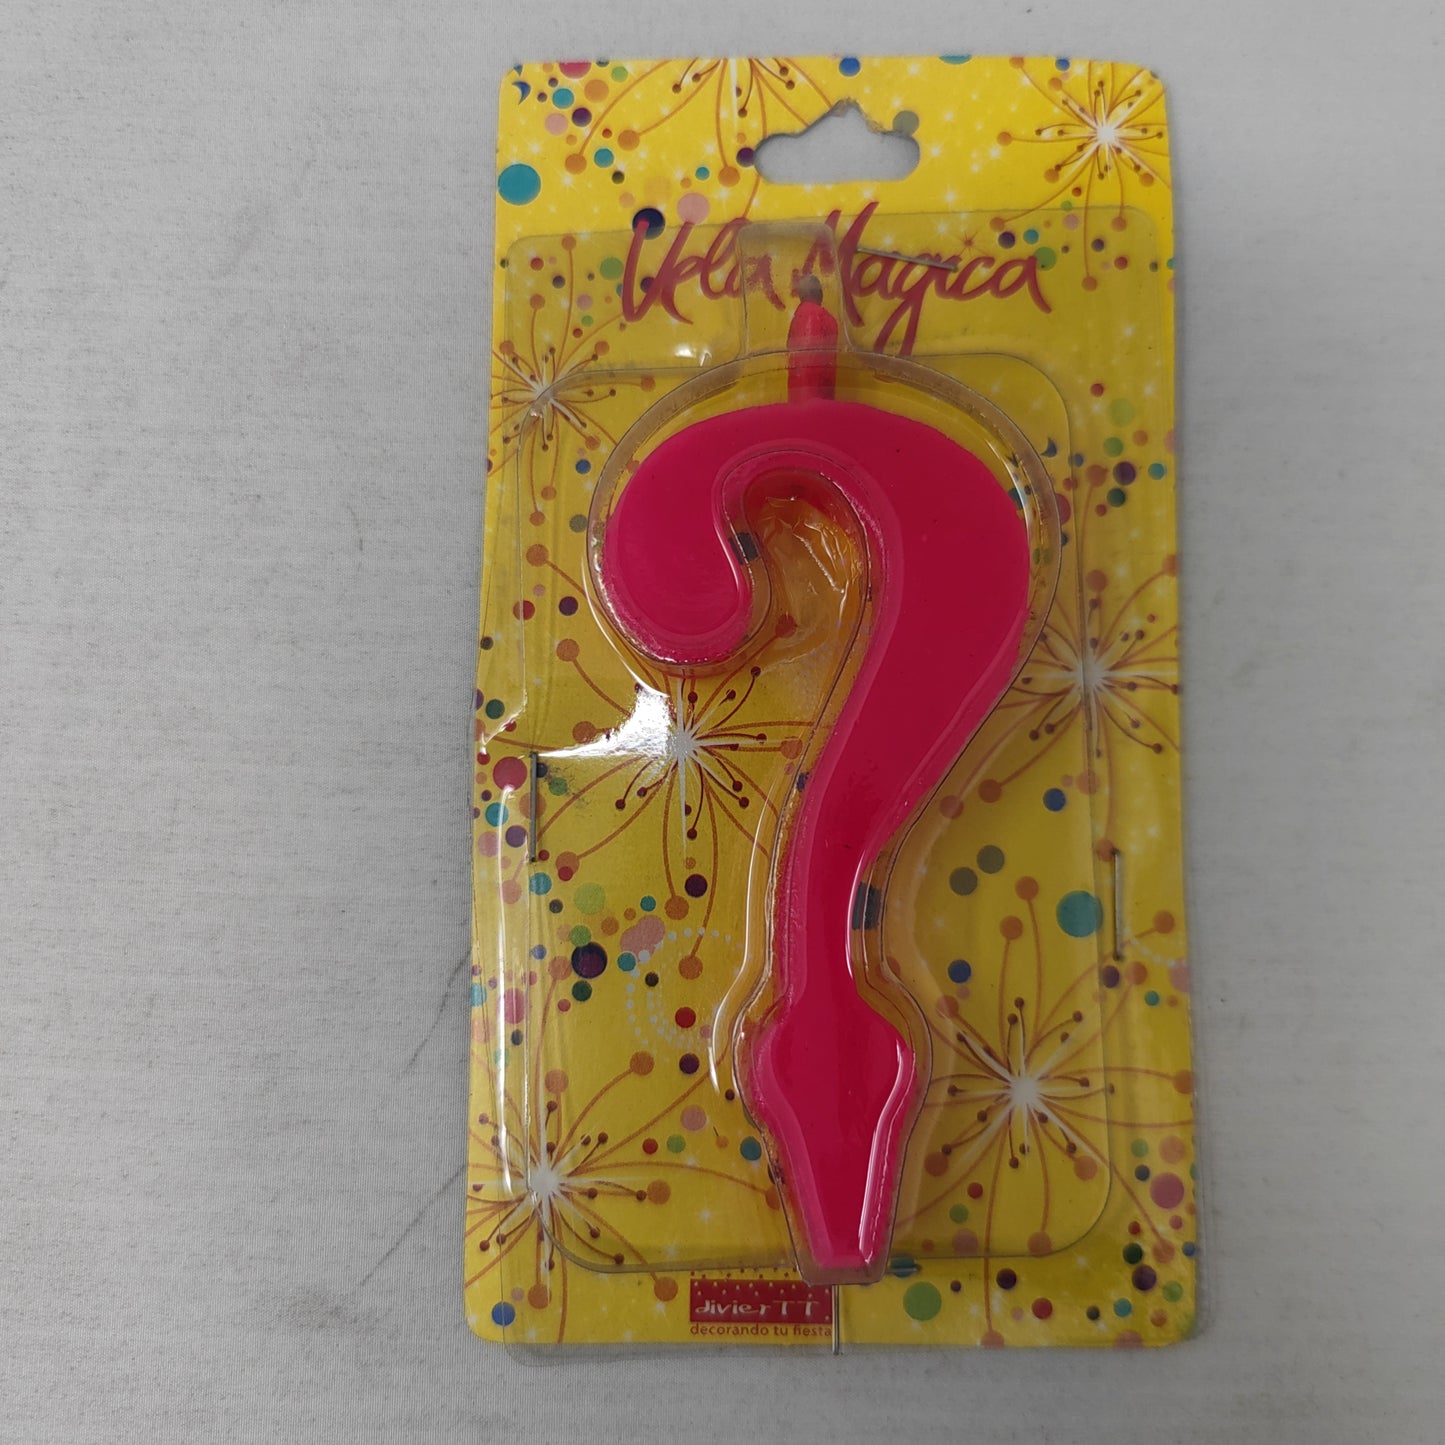 Vela Magica
?
divierTT
decorando tu fiesta